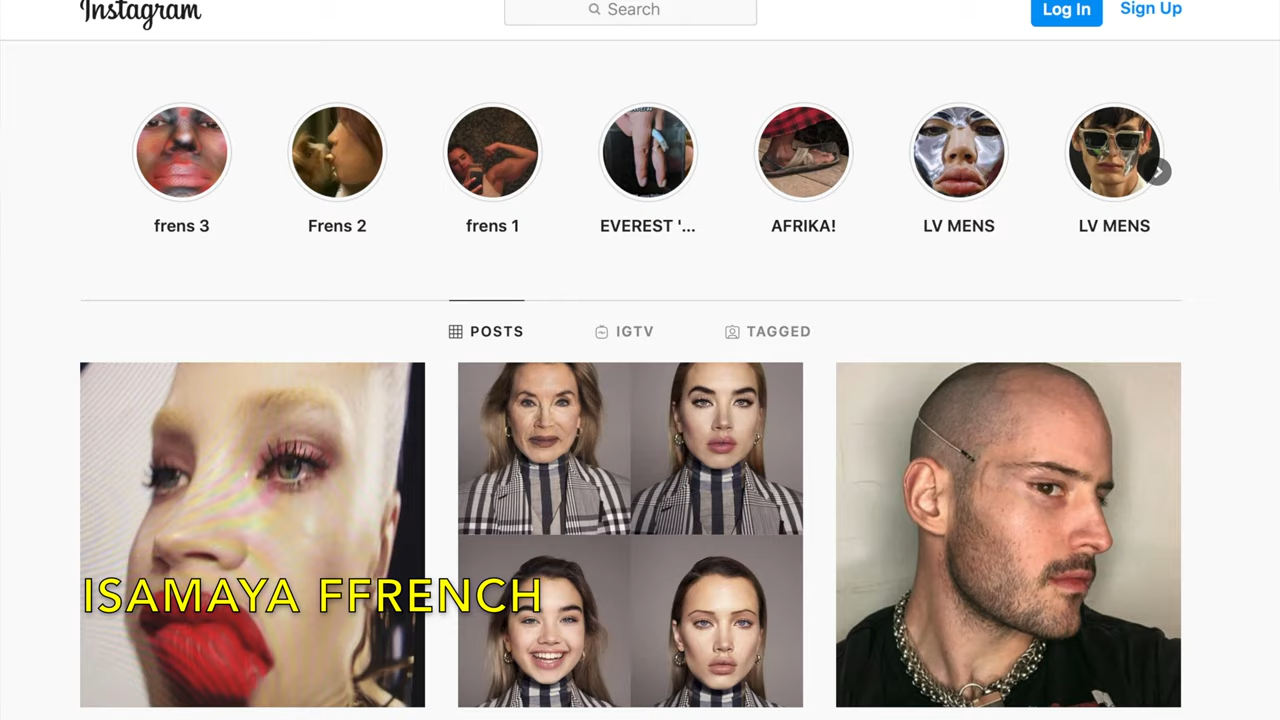 Instagram
Search
Log In
Sign Up
frens 3
Frens 2
frens 1
EVEREST '...
AFRIKA!
LV MENS
LV MENS
POSTS
IGTV
TAGGED
ISAMAYA FFRENCH